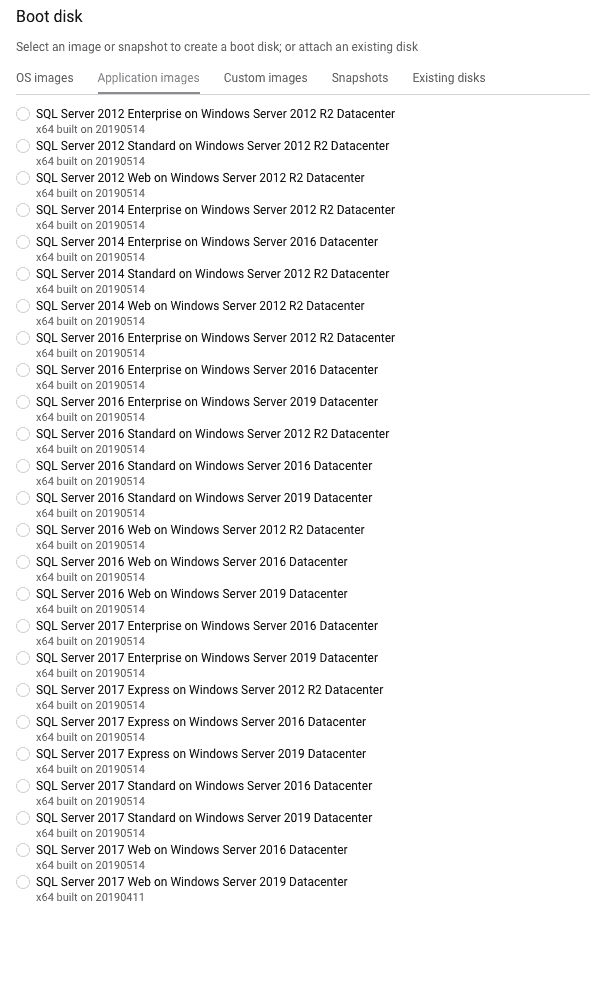 Boot disk
Select an image or snapshot to create a boot disk; or attach an existing disk
OS images Application images Custom images Snapshots Existing disks
SQL Server 2012 Enterprise on Windows Server 2012 R2 Datacenter
x64 built on 20190514
SQL Server 2012 Standard on Windows Server 2012 R2 Datacenter
x64 built on 20190514
SQL Server 2012 Web on Windows Server 2012 R2 Datacenter
x64 built on 20190514
SQL Server 2014 Enterprise on Windows Server 2012 R2 Datacenter
x64 built on 20190514
SQL Server 2014 Enterprise on Windows Server 2016 Datacenter
x64 built on 20190514
SQL Server 2014 Standard on Windows Server 2012 R2 Datacenter
x64 built on 20190514
SQL Server 2014 Web on Windows Server 2012 R2 Datacenter
x64 built on 20190514
SQL Server 2016 Enterprise on Windows Server 2012 R2 Datacenter
x64 built on 20190514
SQL Server 2016 Enterprise on Windows Server 2016 Datacenter
x64 built on 20190514
SQL Server 2016 Enterprise on Windows Server 2019 Datacenter
x64 built on 20190514
SQL Server 2016 Standard on Windows Server 2012 R2 Datacenter
x64 built on 20190514
SQL Server 2016 Standard on Windows Server 2016 Datacenter
x64 built on 20190514
SQL Server 2016 Standard on Windows Server 2019 Datacenter
x64 built on 20190514
SQL Server 2016 Web on Windows Server 2012 R2 Datacenter
x64 built on 20190514
SQL Server 2016 Web on Windows Server 2016 Datacenter
x64 built on 20190514
SQL Server 2016 Web on Windows Server 2019 Datacenter
x64 built on 20190514
SQL Server 2017 Enterprise on Windows Server 2016 Datacenter
x64 built on 20190514
SQL Server 2017 Enterprise on Windows Server 2019 Datacenter
x64 built on 20190514
SQL Server 2017 Express on Windows Server 2012 R2 Datacenter
x64 built on 20190514
SQL Server 2017 Express on Windows Server 2016 Datacenter
x64 built on 20190514
SQL Server 2017 Express on Windows Server 2019 Datacenter
x64 built on 20190514
SQL Server 2017 Standard on Windows Server 2016 Datacenter
x64 built on 20190514
SQL Server 2017 Standard on Windows Server 2019 Datacenter
x64 built on 20190514
SQL Server 2017 Web on Windows Server 2016 Datacenter
x64 built on 20190514
SQL Server 2017 Web on Windows Server 2019 Datacenter
x64 built on 20190411